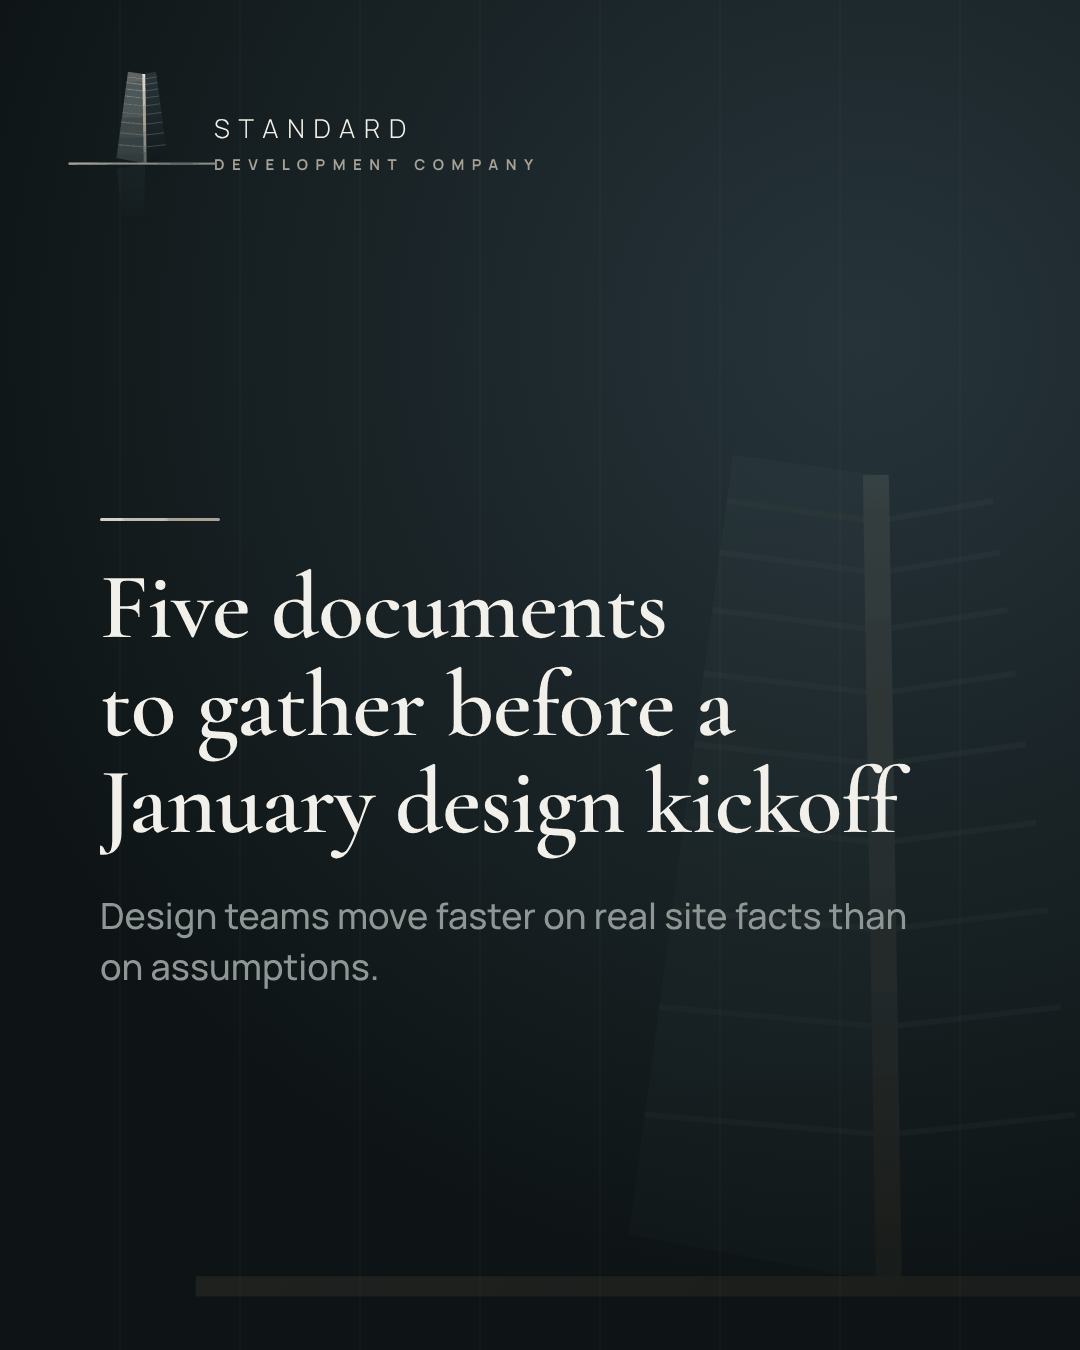 STANDARD
DEVELOPMENT COMPANY
Five documents
to gather before a
January design kickoff
Design teams move faster on real site facts than
on assumptions.